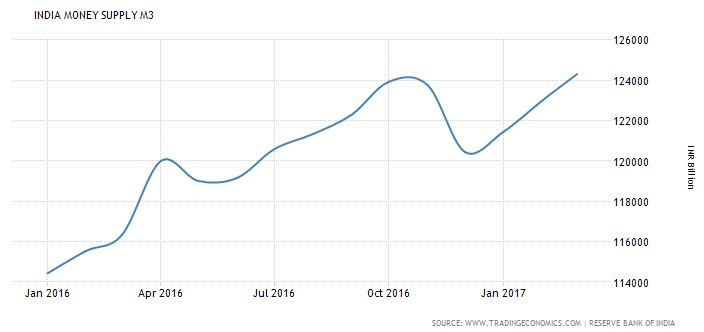 INDIA MONEY SUPPLY M3
126000
124000
122000
120000
118000
116000
114000
INR Billion
Jan 2016
Apr 2016
Jul 2016
Oct 2016
Jan 2017
SOURCE: WWW.TRADINGECONOMICS.COM | RESERVE BANK OF INDIA